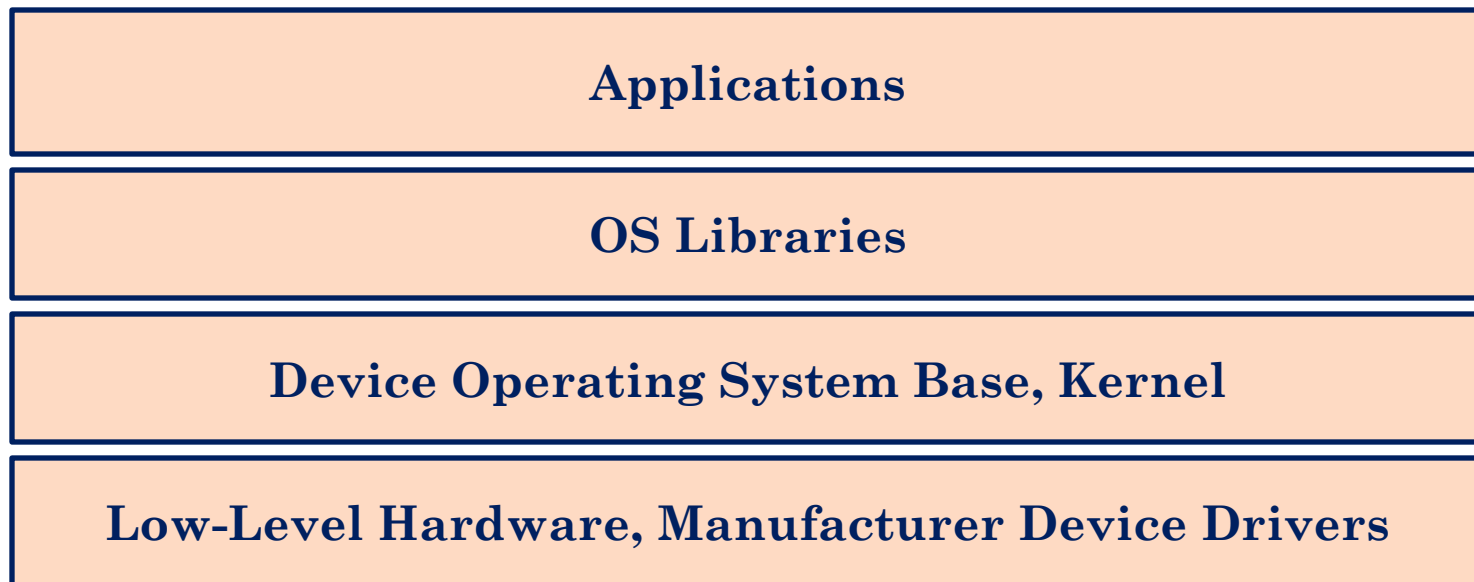 Applications
OS Libraries
Device Operating System Base, Kernel
Low-Level Hardware, Manufacturer Device Drivers